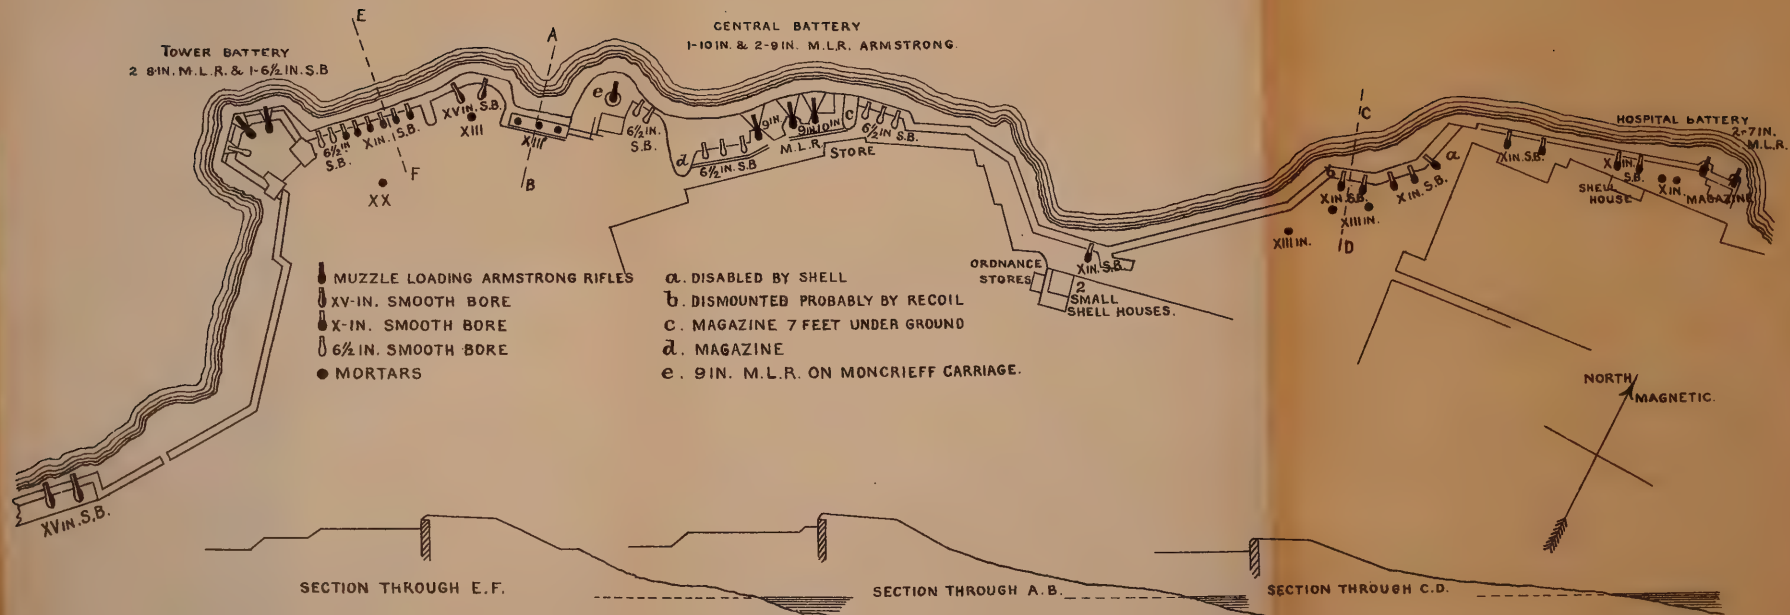 TOWER BATTERY
2 8-IN. M.L.R. & 1-6½ IN. S.B
E
A
CENTRAL BATTERY
1-10 IN. & 2-9 IN. M.L.R. ARMSTRONG.
e
XV IN. S.B.
XIII
6½ IN
S.B.
X IN. S.B.
F
XX
XIII
B
6½ IN.
S.B.
d
6½ IN. S.B
9 IN
9 IN
10 IN
M.L.R.
C
6½ IN.
S.B.
STORE
C
HOSPITAL BATTERY
2-7 IN.
M.L.R.
a
b
X IN. S.B.
X IN. S.B.
XIII IN.
XIII IN.
D
X IN. S.B.
X IN.
S.B.
SHELL
HOUSE
X IN.
MAGAZINE
ORDNANCE
STORES
X IN. S.B.
2
SMALL
SHELL HOUSES.
MUZZLE LOADING ARMSTRONG RIFLES
XV-IN. SMOOTH BORE
X-IN. SMOOTH BORE
6½ IN. SMOOTH BORE
MORTARS
a. DISABLED BY SHELL
b. DISMOUNTED PROBABLY BY RECOIL
C. MAGAZINE 7 FEET UNDER GROUND
d. MAGAZINE
e. 9 IN. M.L.R. ON MONCRIEFF CARRIAGE.
NORTH
MAGNETIC.
XV IN. S.B.
SECTION THROUGH E.F.
SECTION THROUGH A.B.
SECTION THROUGH C.D.